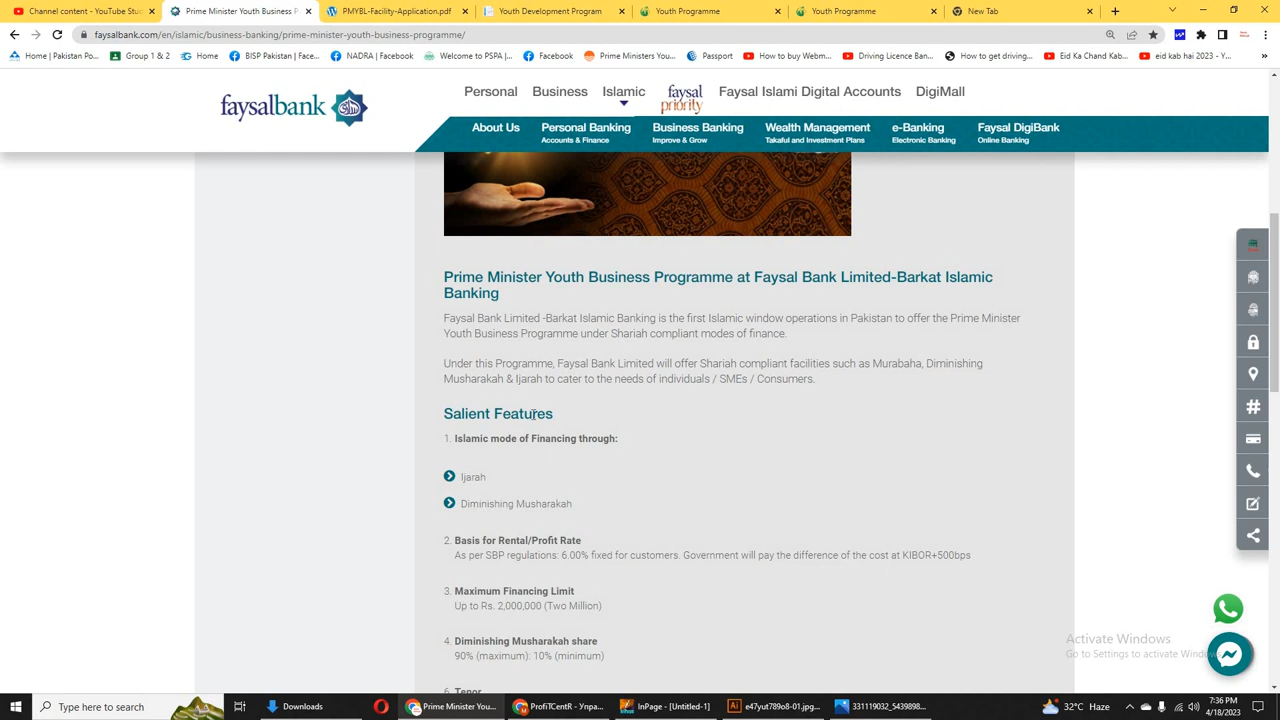 Channel content - YouTube Stu
Prime Minister Youth Business P
PMYBL-Facility-Application.pdf
Youth Development Program
Youth Programme
Youth Programme
New Tab
faysalbank.com/en/islamic/business-banking/prime-minister-youth-business-programme/
Home | Pakistan Po...
Group 1 & 2
Home
BISP Pakistan | Face...
NADRA | Facebook
Welcome to PSPA |...
Facebook
Prime Ministers You...
Passport
How to buy Webm...
Driving Licence Ban...
How to get driving...
Eid Ka Chand Kab...
eid kab hai 2023 - Y...
faysalbank
Personal
Business
Islamic
faysal
priority
Faysal Islami Digital Accounts
DigiMall
About Us
Personal Banking
Accounts & Finance
Business Banking
Improve & Grow
Wealth Management
Takaful and Investment Plans
e-Banking
Electronic Banking
Faysal DigiBank
Online Banking
Prime Minister Youth Business Programme at Faysal Bank Limited-Barkat Islamic
Banking
Faysal Bank Limited -Barkat Islamic Banking is the first Islamic window operations in Pakistan to offer the Prime Minister
Youth Business Programme under Shariah compliant modes of finance.
Under this Programme, Faysal Bank Limited will offer Shariah compliant facilities such as Murabaha, Diminishing
Musharakah & Ijarah to cater to the needs of individuals / SMEs / Consumers.
Salient Features
1. Islamic mode of Financing through:
Ijarah
Diminishing Musharakah
2. Basis for Rental/Profit Rate
As per SBP regulations: 6.00% fixed for customers. Government will pay the difference of the cost at KIBOR+500bps
3. Maximum Financing Limit
Up to Rs. 2,000,000 (Two Million)
4. Diminishing Musharakah share
90% (maximum): 10% (minimum)
6. Tenor
Activate Windows
Go to Settings to activate Windows.
Type here to search
Downloads
Prime Minister You...
ProfiTCentR - Упра...
InPage - [Untitled-1]
e47yut789o8-01.jpg...
331119032_5439898...
32°C Haze
7:36 PM
4/18/2023